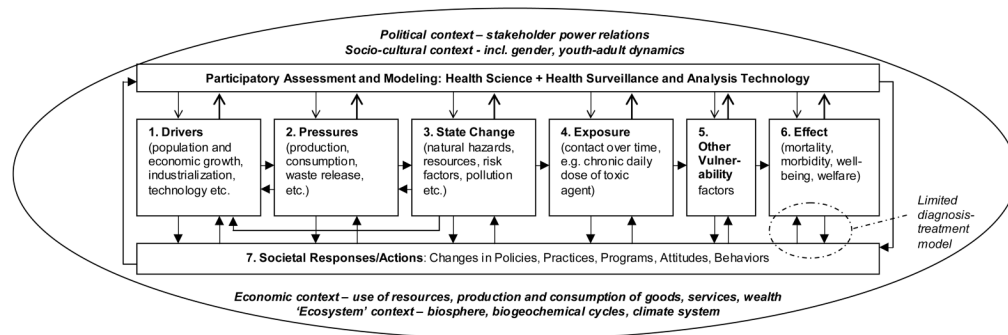 Political context – stakeholder power relations
Socio-cultural context - incl. gender, youth-adult dynamics
Participatory Assessment and Modeling: Health Science + Health Surveillance and Analysis Technology
1. Drivers
(population and
economic growth,
industrialization,
technology etc.
2. Pressures
(production,
consumption,
waste release,
etc.)
3. State Change
(natural hazards,
resources, risk
factors, pollution
etc.)
4. Exposure
(contact over time,
e.g. chronic daily
dose of toxic
agent)
5.
Other
Vulner-
ability
factors
6. Effect
(mortality,
morbidity, well-
being, welfare)
Limited
diagnosis-
treatment
model
7. Societal Responses/Actions: Changes in Policies, Practices, Programs, Attitudes, Behaviors
Economic context – use of resources, production and consumption of goods, services, wealth
‘Ecosystem’ context – biosphere, biogeochemical cycles, climate system